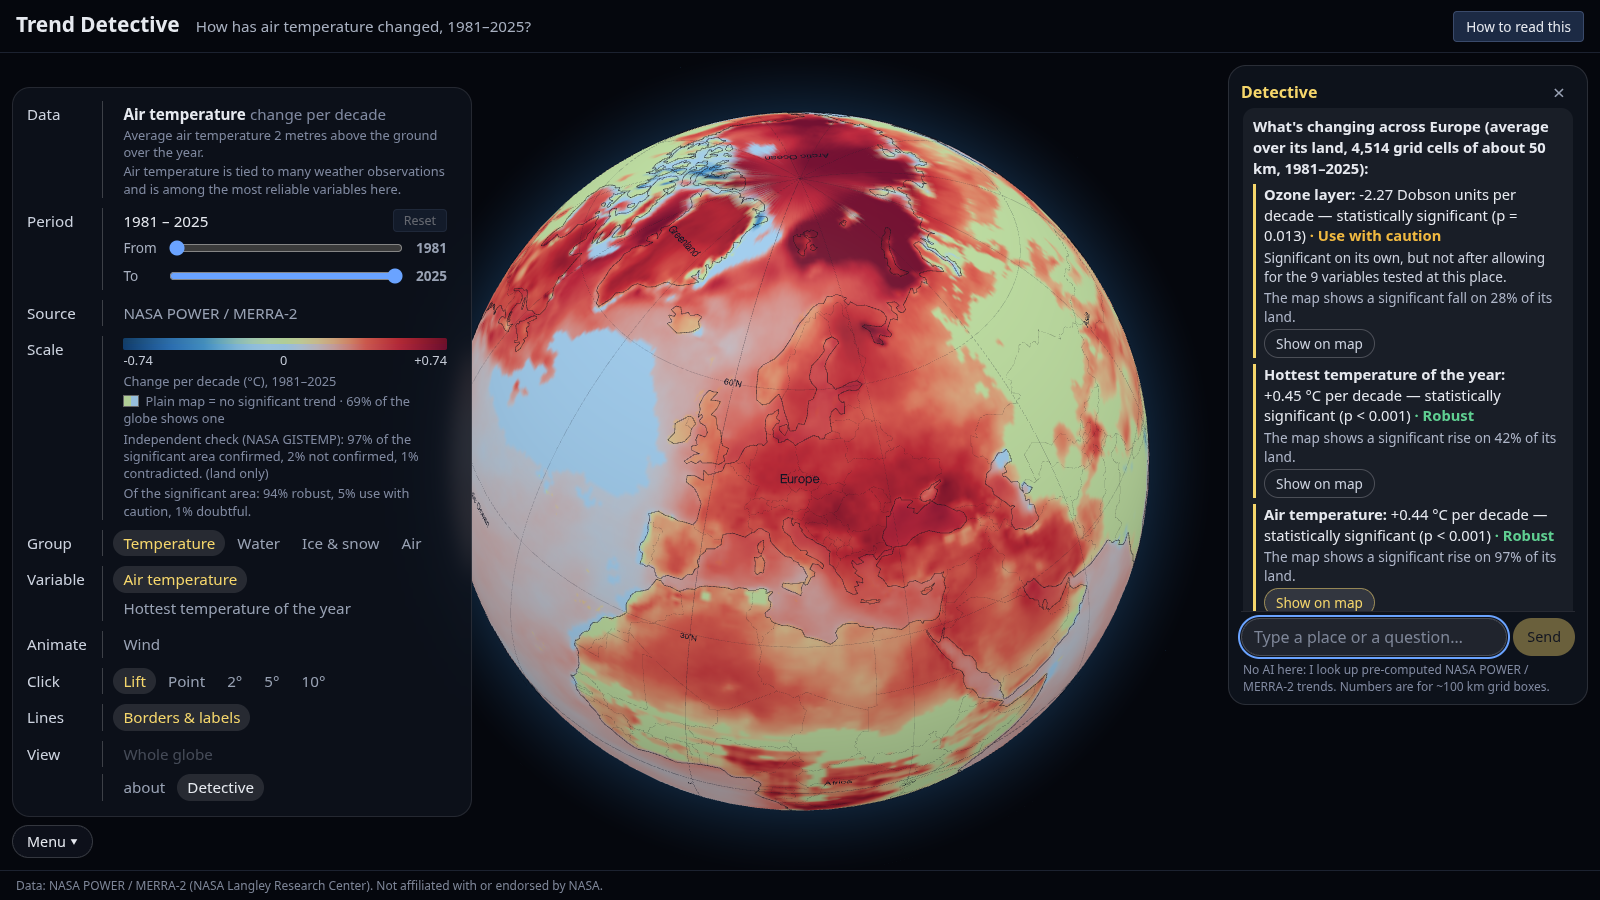 Trend Detective
How has air temperature changed, 1981–2025?
How to read this
Data
Air temperature change per decade
Average air temperature 2 metres above the ground
over the year.
Air temperature is tied to many weather observations
and is among the most reliable variables here.
Period
1981 – 2025
Reset
From
1981
To
2025
Source
NASA POWER / MERRA-2
Scale
-0.74
0
+0.74
Change per decade (°C), 1981–2025
Plain map = no significant trend · 69% of the
globe shows one
Independent check (NASA GISTEMP): 97% of the
significant area confirmed, 2% not confirmed, 1%
contradicted. (land only)
Of the significant area: 94% robust, 5% use with
caution, 1% doubtful.
Group
Temperature
Water
Ice & snow
Air
Variable
Air temperature
Hottest temperature of the year
Animate
Wind
Click
Lift
Point
2°
5°
10°
Lines
Borders & labels
View
Whole globe
about
Detective
Menu ▾
Arctic Ocean
Greenland
60°N
Europe
30°N
Africa
Detective
✕
What's changing across Europe (average
over its land, 4,514 grid cells of about 50
km, 1981–2025):
Ozone layer: -2.27 Dobson units per
decade — statistically significant (p =
0.013) · Use with caution
Significant on its own, but not after allowing
for the 9 variables tested at this place.
The map shows a significant fall on 28% of its
land.
Show on map
Hottest temperature of the year:
+0.45 °C per decade — statistically
significant (p < 0.001) · Robust
The map shows a significant rise on 42% of its
land.
Show on map
Air temperature: +0.44 °C per decade —
statistically significant (p < 0.001) · Robust
The map shows a significant rise on 97% of its
land.
Show on map
Type a place or a question...
Send
No AI here: I look up pre-computed NASA POWER /
MERRA-2 trends. Numbers are for ~100 km grid boxes.
Data: NASA POWER / MERRA-2 (NASA Langley Research Center). Not affiliated with or endorsed by NASA.